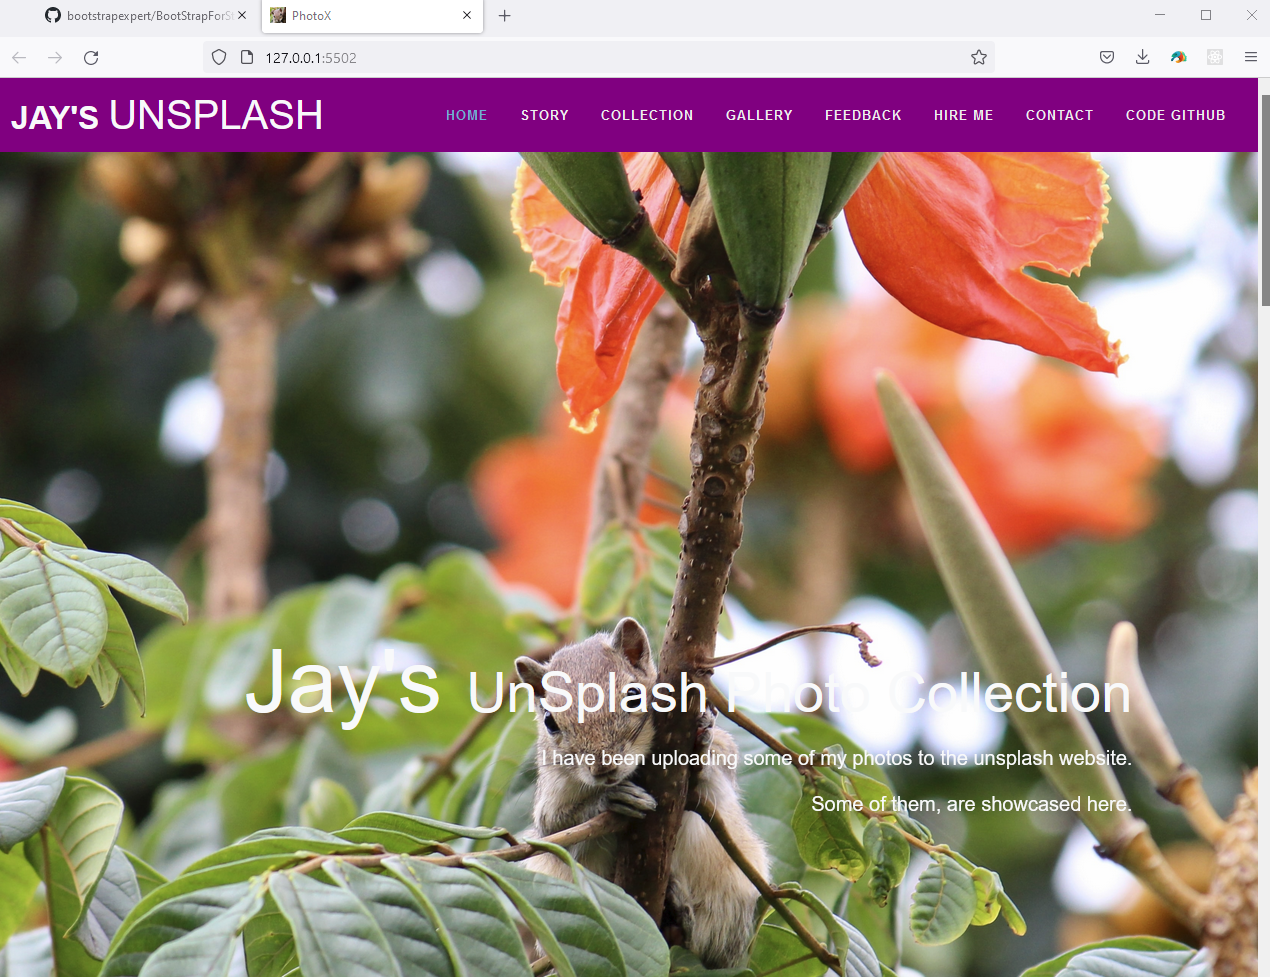 bootstrapexpert/BootStrapForSt
PhotoX
127.0.0.1:5502
JAY'S UNSPLASH
HOME STORY COLLECTION GALLERY FEEDBACK HIRE ME CONTACT CODE GITHUB
Jay's UnSplash Photo Collection
I have been uploading some of my photos to the unsplash website.
Some of them, are showcased here.